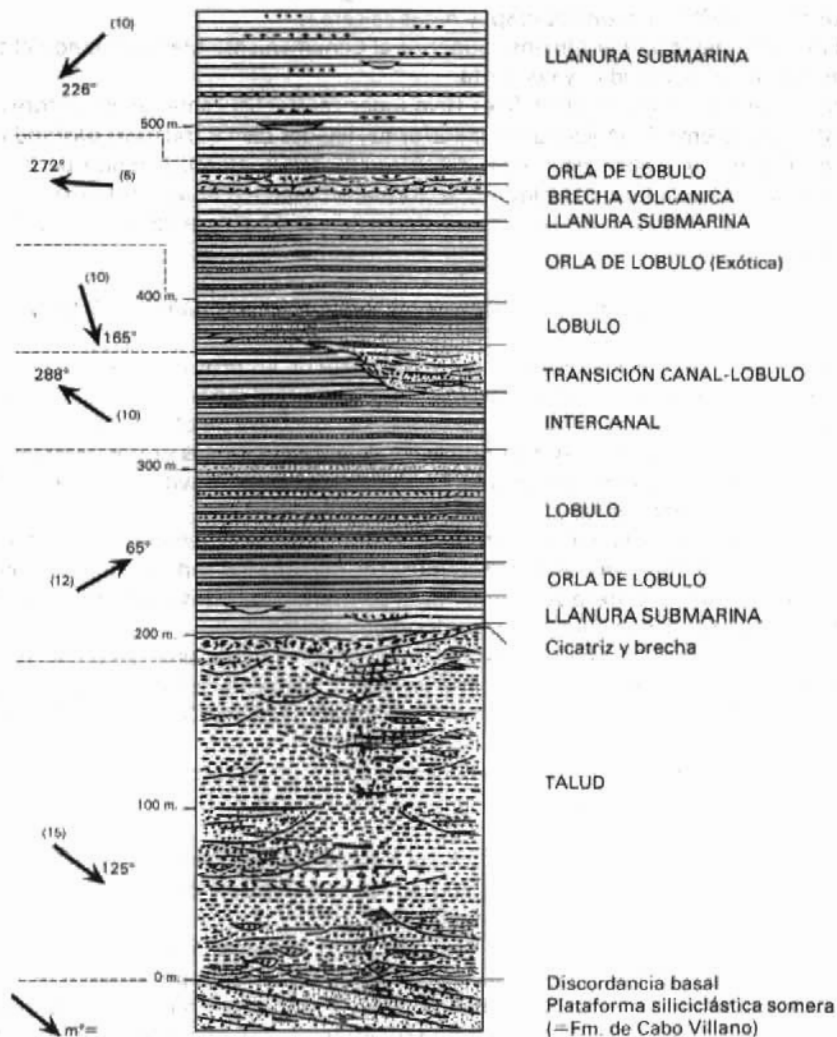 (10)
226°
LLANURA SUBMARINA
500 m.
272°
(6)
ORLA DE LOBULO
BRECHA VOLCANICA
LLANURA SUBMARINA
ORLA DE LOBULO (Exótica)
(10)
400 m.
165°
LOBULO
288°
(10)
TRANSICIÓN CANAL-LOBULO
INTERCANAL
300 m.
LOBULO
65°
(12)
ORLA DE LOBULO
LLANURA SUBMARINA
200 m.
Cicatriz y brecha
TALUD
100 m.
(15)
125°
0 m.
Discordancia basal
Plataforma siliciclástica somera
(=Fm. de Cabo Villano)
m°=